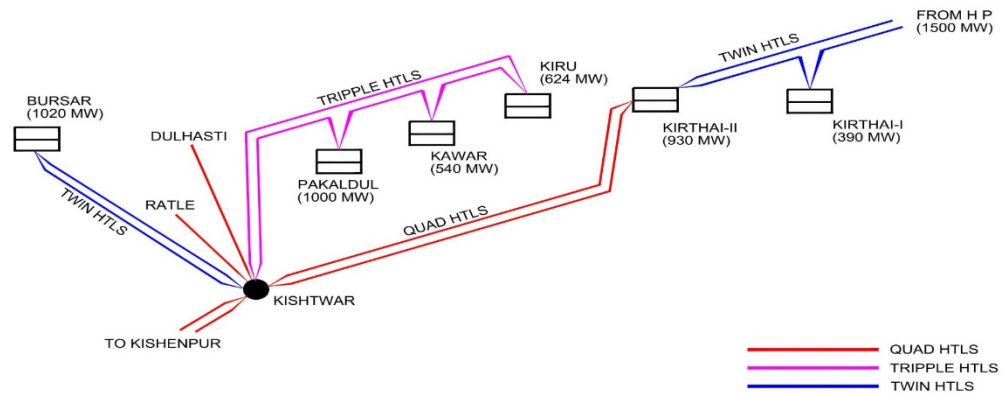 FROM H P
(1500 MW)
TWIN HTLS
KIRU
(624 MW)
TRIPPLE HTLS
BURSAR
(1020 MW)
KIRTHAI-II
(930 MW)
KIRTHAI-I
(390 MW)
DULHASTI
KAWAR
(540 MW)
PAKALDUL
(1000 MW)
TWIN HTLS
RATLE
QUAD HTLS
KISHTWAR
TO KISHENPUR
QUAD HTLS
TRIPPLE HTLS
TWIN HTLS